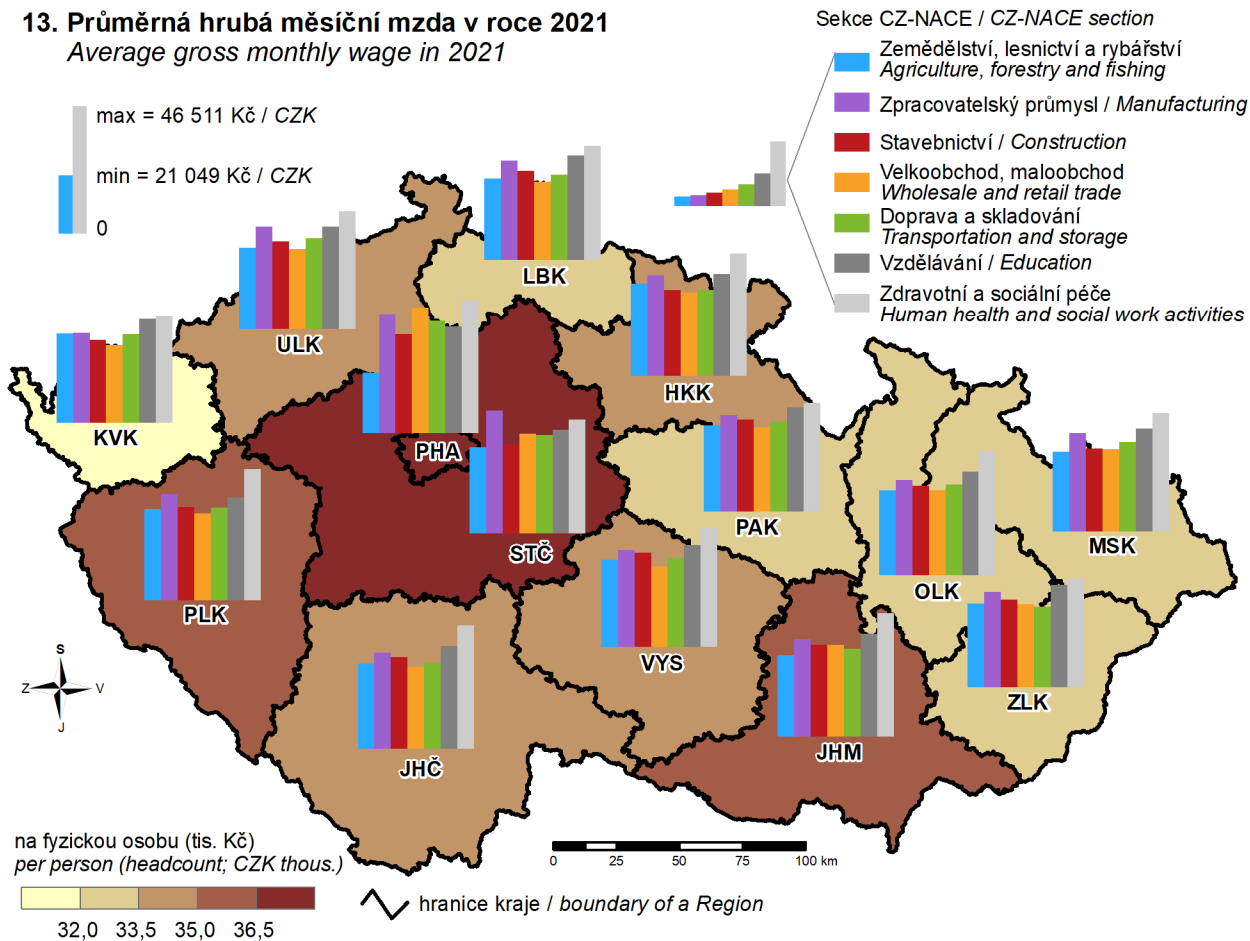 13. Průměrná hrubá měsíční mzda v roce 2021
Average gross monthly wage in 2021
max = 46 511 Kč / CZK
min = 21 049 Kč / CZK
0
Sekce CZ-NACE / CZ-NACE section
Zemědělství, lesnictví a rybářství
Agriculture, forestry and fishing
Zpracovatelský průmysl / Manufacturing
Stavebnictví / Construction
Velkoobchod, maloobchod
Wholesale and retail trade
Doprava a skladování
Transportation and storage
Vzdělávání / Education
Zdravotní a sociální péče
Human health and social work activities
LBK
ULK
HKK
KVK
PHA
STČ
PAK
MSK
OLK
PLK
VYS
ZLK
JHM
JHČ
S
Z
V
J
na fyzickou osobu (tis. Kč)
per person (headcount; CZK thous.)
32,0 33,5 35,0 36,5
hranice kraje / boundary of a Region
0 25 50 75 100 km